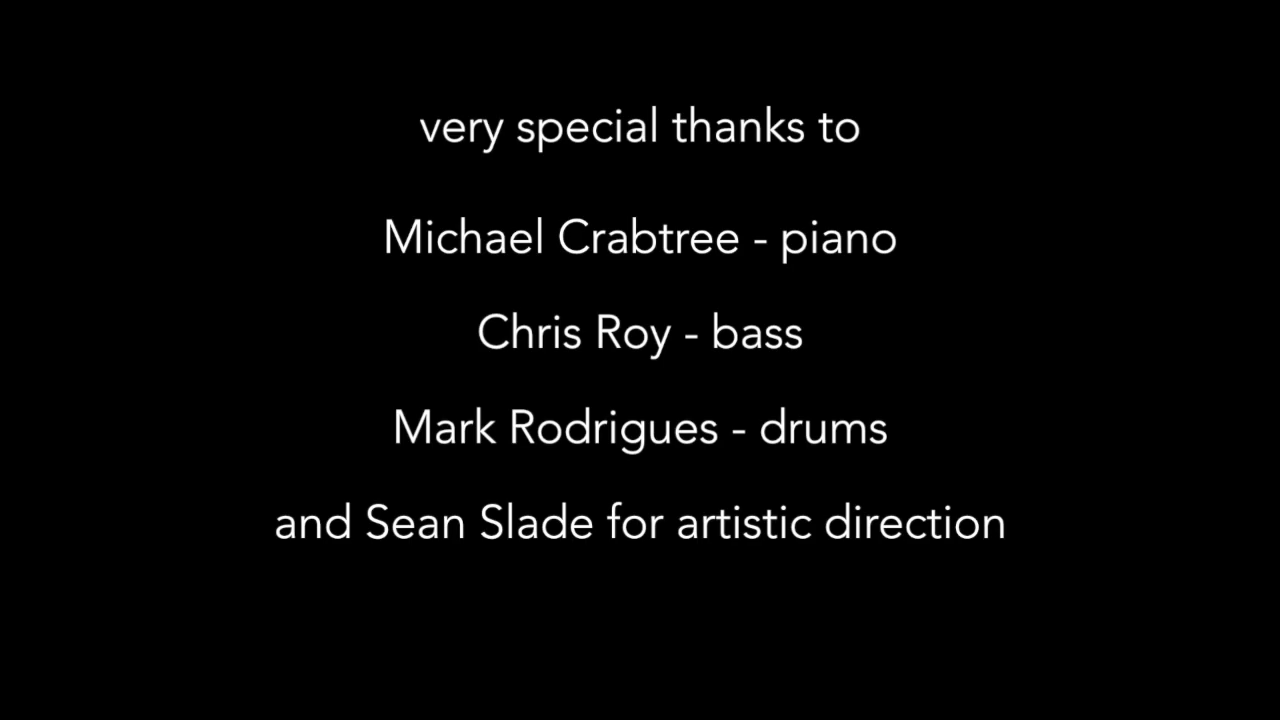 very special thanks to
Michael Crabtree - piano
Chris Roy - bass
Mark Rodrigues - drums
and Sean Slade for artistic direction